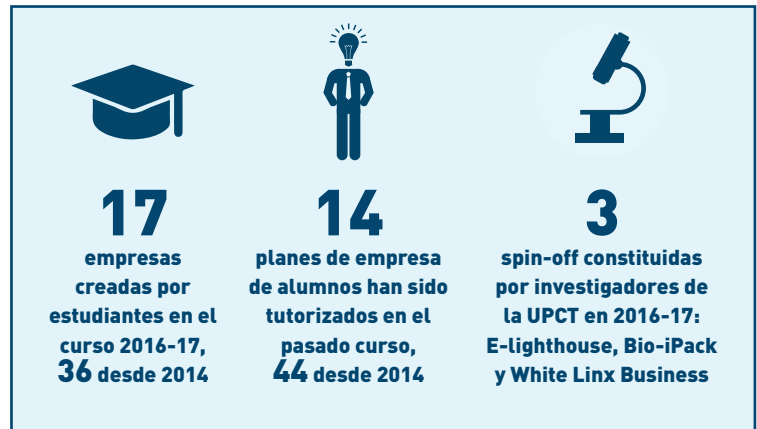 17
empresas
creadas por
estudiantes en el
curso 2016-17,
36 desde 2014
14
planes de empresa
de alumnos han sido
tutorizados en el
pasado curso,
44 desde 2014
3
spin-off constituidas
por investigadores de
la UPCT en 2016-17:
E-lighthouse, Bio-iPack
y White Linx Business